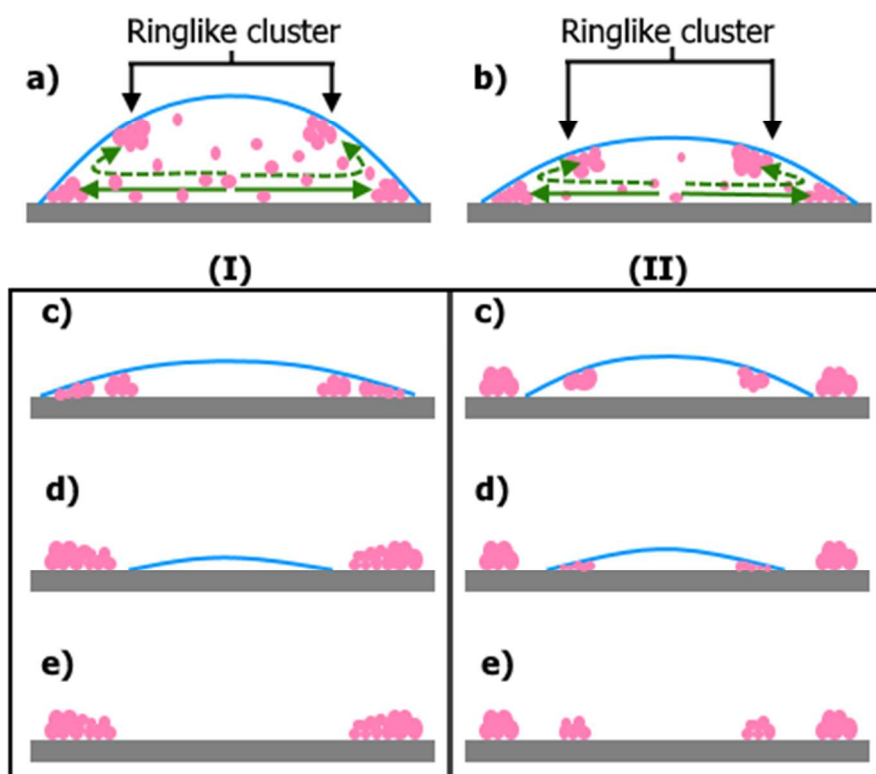 Ringlike cluster
Ringlike cluster
a)
b)
(I)
(II)
c)
c)
d)
d)
e)
e)